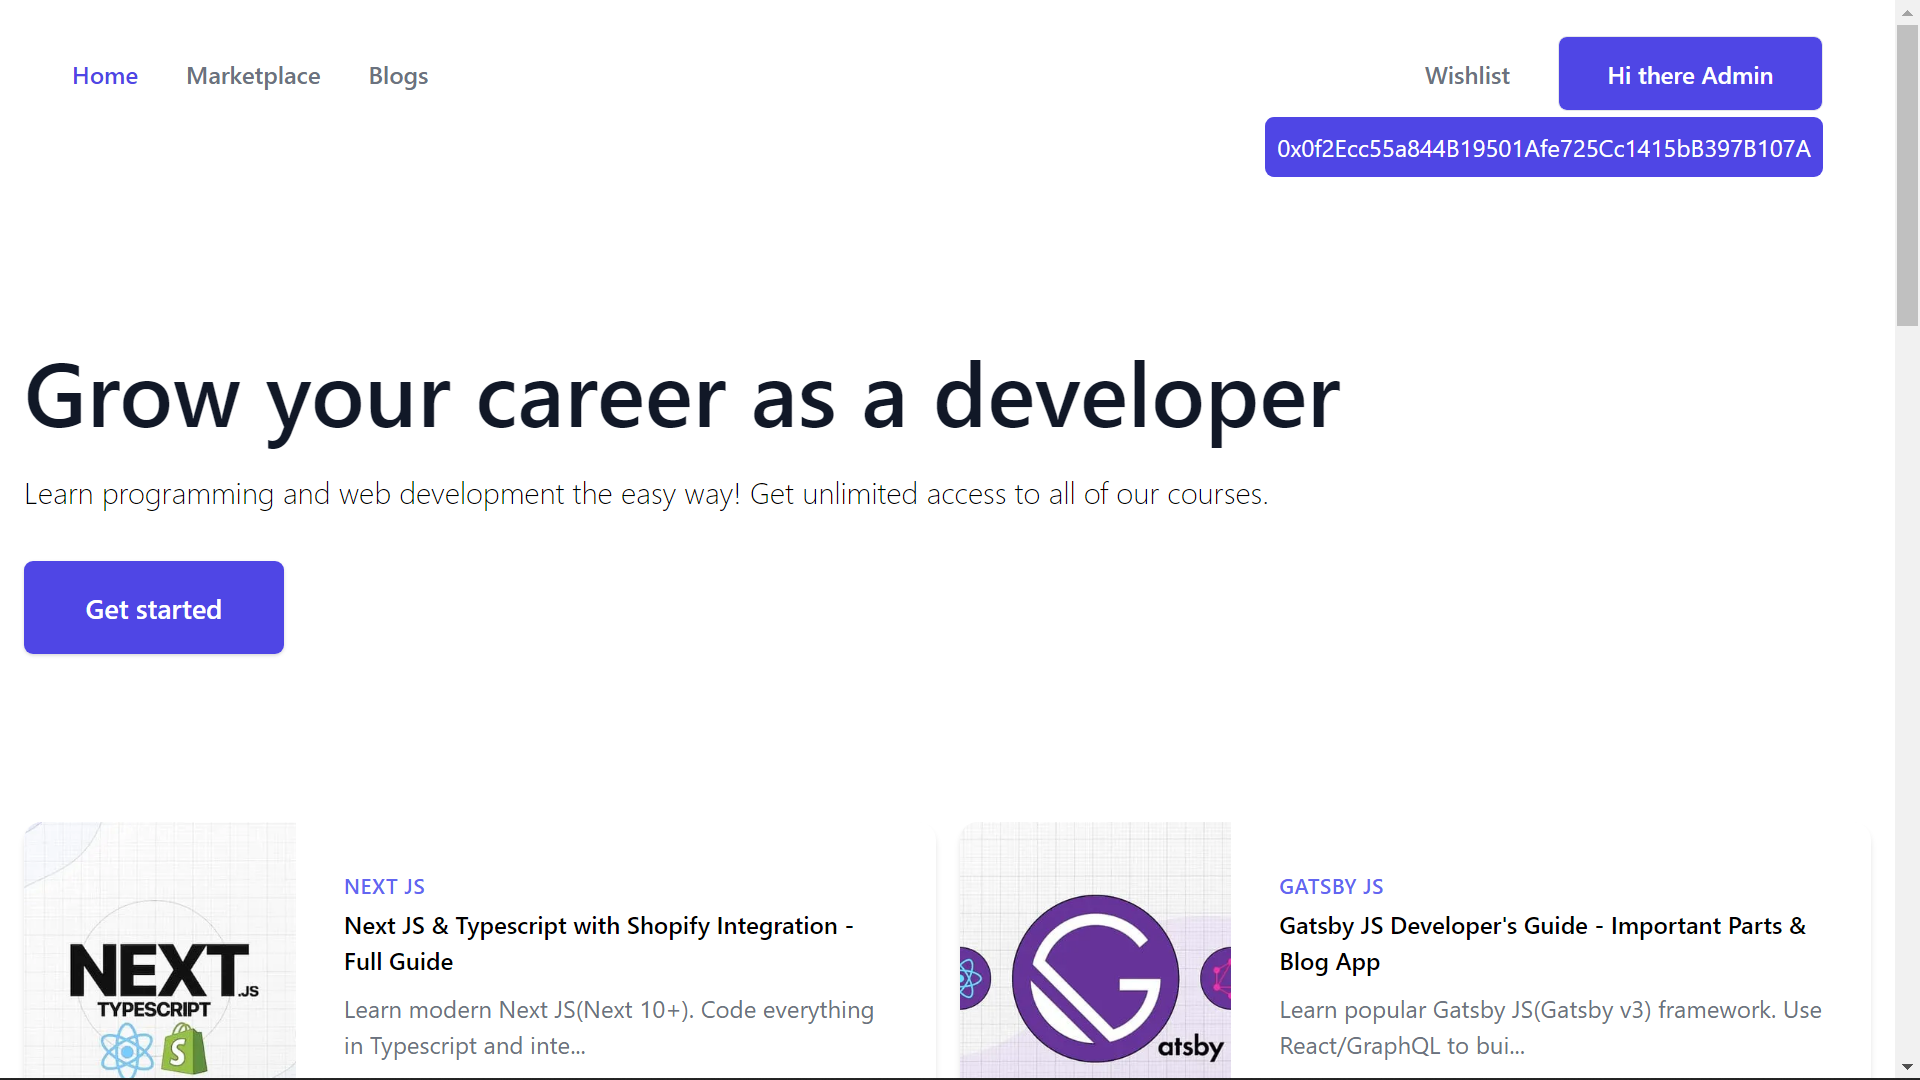 Home Marketplace Blogs Wishlist Hi there Admin
0x0f2Ecc55a844B19501Afe725Cc1415bB397B107A
Grow your career as a developer
Learn programming and web development the easy way! Get unlimited access to all of our courses.
Get started
NEXT.JS
TYPESCRIPT
S
NEXT JS
Next JS & Typescript with Shopify Integration -
Full Guide
Learn modern Next JS(Next 10+). Code everything
in Typescript and inte...
G
atsby
GATSBY JS
Gatsby JS Developer's Guide - Important Parts &
Blog App
Learn popular Gatsby JS(Gatsby v3) framework. Use
React/GraphQL to bui...